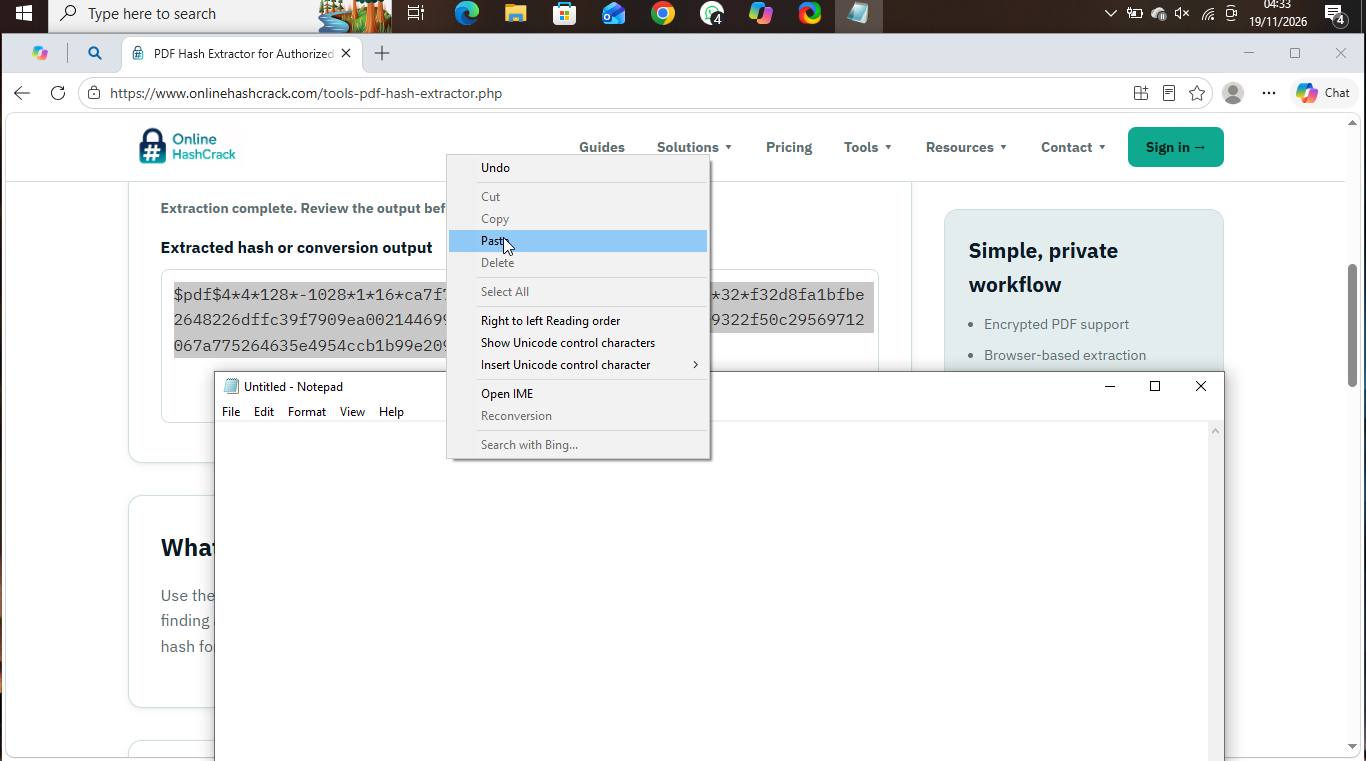 Type here to search
4
04:33
19/11/2026
4
PDF Hash Extractor for Authorized
https://www.onlinehashcrack.com/tools-pdf-hash-extractor.php
Chat
Online
HashCrack
Guides
Solutions
Pricing
Tools
Resources
Contact
Sign in →
Extraction complete. Review the output bef
Extracted hash or conversion output
$pdf$4*4*128*-1028*1*16*ca7f7
*32*f32d8fa1bfbe
2648226dffc39f7909ea002144699
9322f50c29569712
067a775264635e4954ccb1b99e209
Simple, private
workflow
Encrypted PDF support
Browser-based extraction
Undo
Cut
Copy
Paste
Delete
Select All
Right to left Reading order
Show Unicode control characters
Insert Unicode control character
Open IME
Reconversion
Search with Bing...
Untitled - Notepad
File Edit Format View Help
What
Use the
finding
hash fo